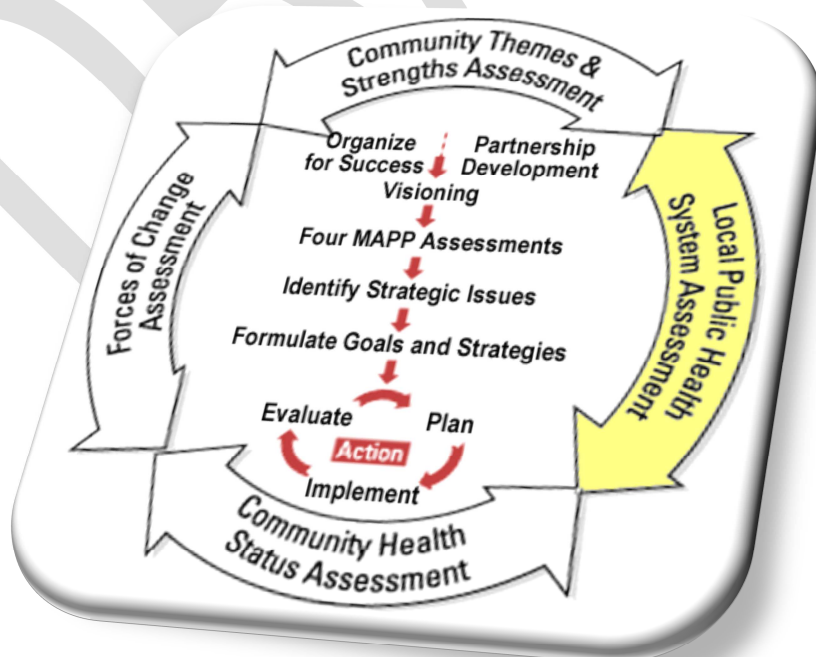 Community Themes &
Strengths Assessment
Organize
for Success
Partnership
Development
Visioning
Four MAPP Assessments
Identify Strategic Issues
Formulate Goals and Strategies
Evaluate
Plan
Action
Implement
Forces of Change
Assessment
Local Public Health
System Assessment
Community Health
Status Assessment